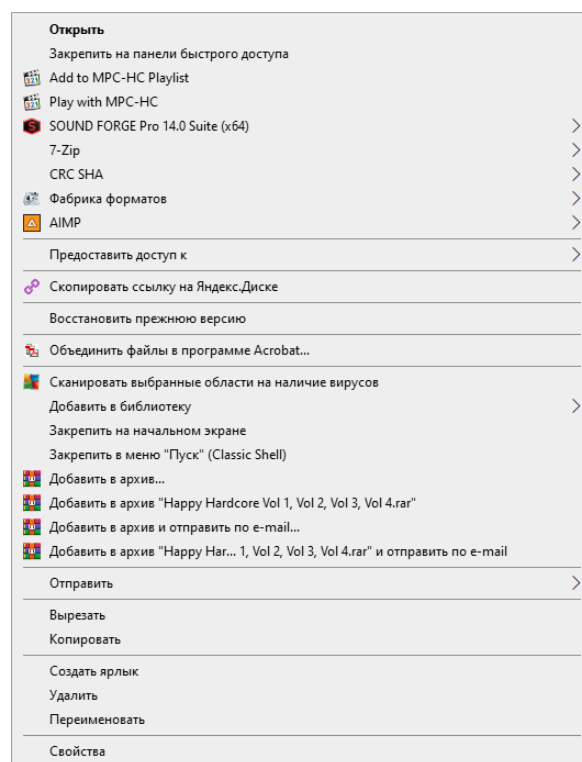 Открыть
Закрепить на панели быстрого доступа
Add to MPC-HC Playlist
Play with MPC-HC
SOUND FORGE Pro 14.0 Suite (x64)
7-Zip
CRC SHA
Фабрика форматов
AIMP
Предоставить доступ к
Скопировать ссылку на Яндекс.Диске
Восстановить прежнюю версию
Объединить файлы в программе Acrobat...
Сканировать выбранные области на наличие вирусов
Добавить в библиотеку
Закрепить на начальном экране
Закрепить в меню "Пуск" (Classic Shell)
Добавить в архив...
Добавить в архив "Happy Hardcore Vol 1, Vol 2, Vol 3, Vol 4.rar"
Добавить в архив и отправить по e-mail...
Добавить в архив "Happy Har... 1, Vol 2, Vol 3, Vol 4.rar" и отправить по e-mail
Отправить
Вырезать
Копировать
Создать ярлык
Удалить
Переименовать
Свойства